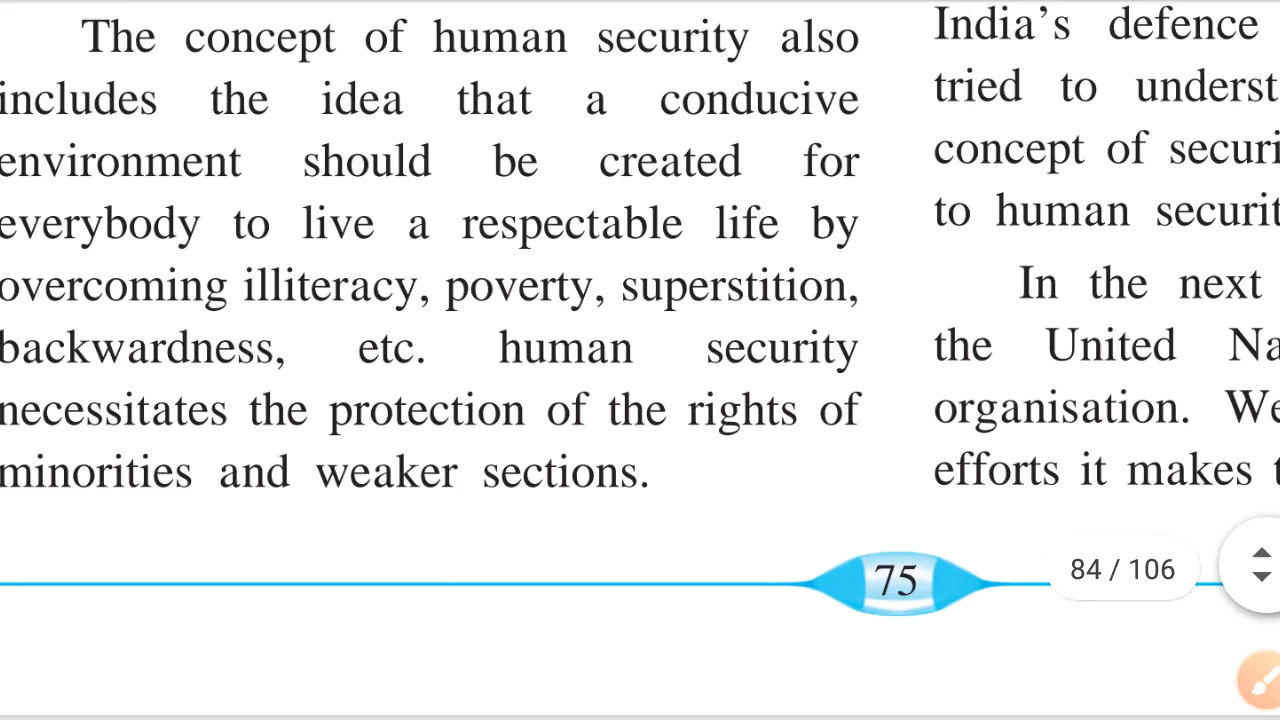 The concept of human security also
includes the idea that a conducive
environment should be created for
everybody to live a respectable life by
overcoming illiteracy, poverty, superstition,
backwardness, etc. human security
necessitates the protection of the rights of
minorities and weaker sections.
India's defence
tried to underst
concept of securi
to human securit
In the next
the United Na
organisation. We
efforts it makes t
75
84 / 106